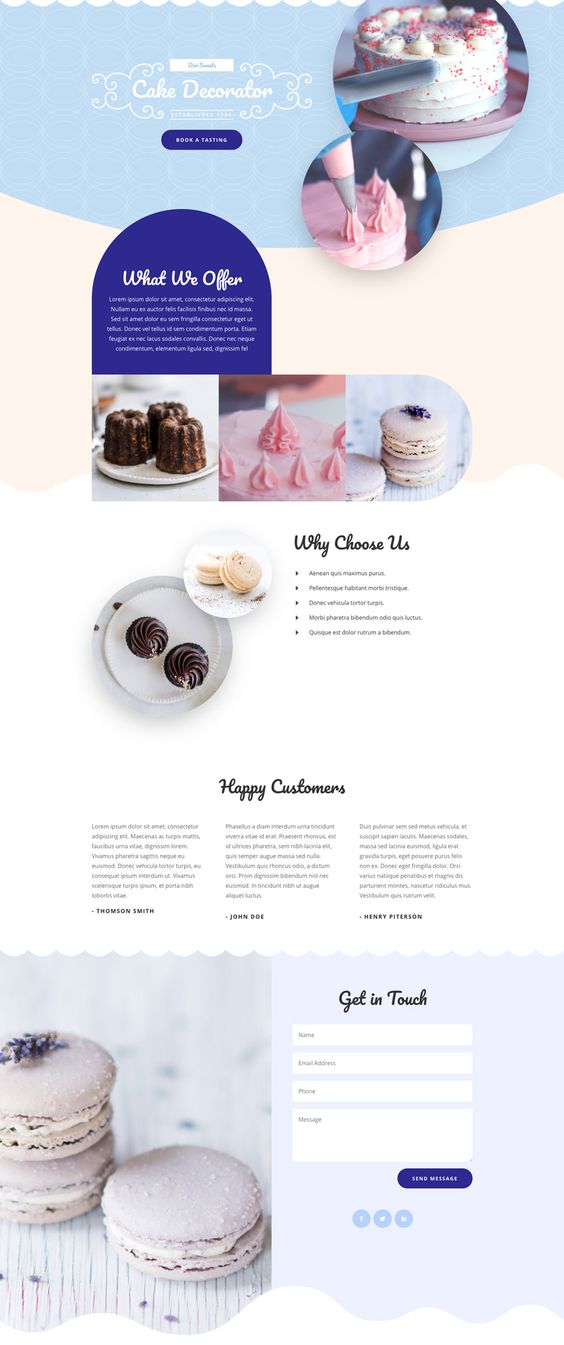 Divi Sweets
Cake Decorator
ESTABLISHED 1990
BOOK A TASTING
What We Offer
Lorem ipsum dolor sit amet, consectetur adipiscing elit.
Nullam eu ex auctor felis facilisis finibus nec id massa.
Sed sit amet dolor eu sem fringilla consectetur eget ut
tellus. Donec vel tellus id sem condimentum porta. Etiam
feugiat ex nec lacus sodales convallis. Donec nec neque
condimentum, elementum ligula sed, dignissim fel
Why Choose Us
Aenean quis maximus purus.
Pellentesque habitant morbi tristique.
Donec vehicula tortor turpis.
Morbi pharetra bibendum odio quis luctus.
Quisque est dolor rutrum a bibendum.
Happy Customers
Lorem ipsum dolor sit amet, consectetur
adipiscing elit. Maecenas ac turpis mattis,
faucibus urna vitae, dignissim lorem.
Vivamus pharetra sagittis neque eu
euismod. Donec vehicula tortor turpis, eu
consequat ipsum interdum ut. Vivamus
scelerisque turpis ipsum, et porta nibh
lobortis vitae.
- THOMSON SMITH
Phasellus a diam interdum urna tincidunt
viverra vitae id erat. Praesent rhoncus, est
id ultrices pharetra, sem nibh lacinia elit,
quis semper augue massa sed nulla.
Vestibulum quis rhoncus odio, a dictum
orci. Proin dignissim bibendum nisl nec
euismod. In tincidunt nibh ut augue
aliquet luctus.
- JOHN DOE
Duis pulvinar sem sed metus vehicula, et
suscipit sapien iaculis. Maecenas sodales,
massa id efficitur viverra, ligula erat
gravida turpis, eget posuere purus felis
non ex. Donec eget fringilla dolor. Orci
varius natoque penatibus et magnis dis
parturient montes, nascetur ridiculus mus.
Vestibulum quis rutrum velit.
- HENRY PITERSON
Get in Touch
Name
Email Address
Phone
Message
SEND MESSAGE